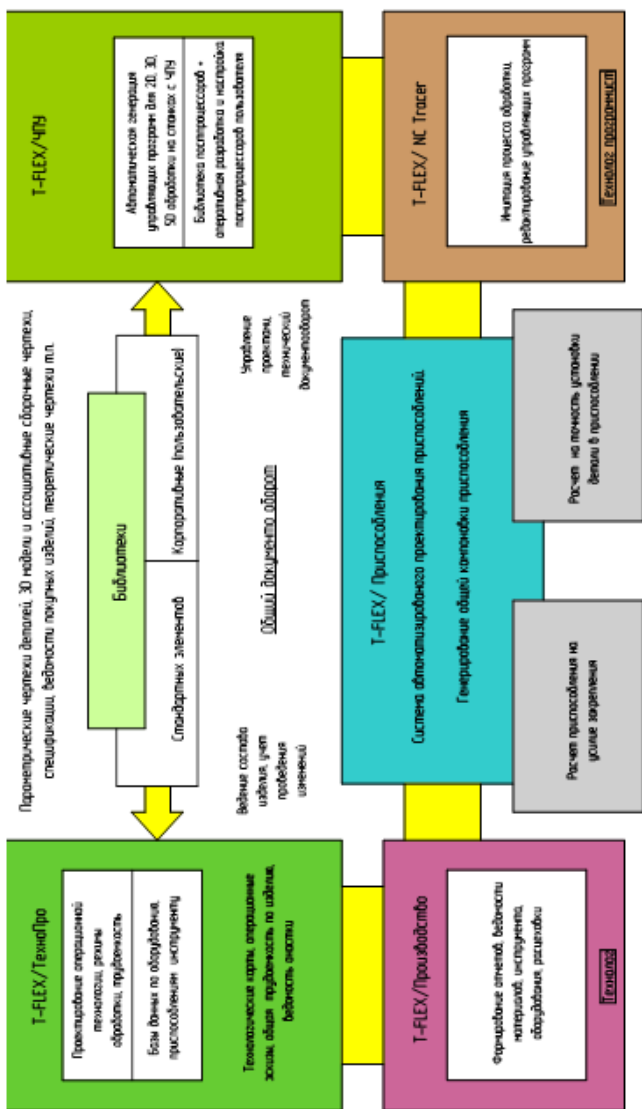 Параметрические чертежи деталей, 3D модели и ассоциативные сборочные чертежи,
спецификации, ведомости покупных изделий, теоретические чертежи т.п.
T-FLEX/ТехноПро
Проектирование операционной
технологии, режимы
обработки, трудоемкость
Базы данных по оборудованию,
приспособлениям инструменту
Технологические карты, операционные
эскизы, общая трудоемкость по изделию,
ведомость оснастки
Библиотеки
Стандартных элементов
Корпоративные (пользовательские)
Ведение состава
изделия, учет
проведения
изменений
Общий документо оборот
Управление
проектами,
технический
документооборот
T-FLEX/ЧПУ
Автоматическая генерация
управляющих программ для 2D, 3D,
5D обработки на станках с ЧПУ
Библиотека постпроцессоров +
оперативная разработка и настройка
постпроцессоров пользователя
T-FLEX/Производство
Формирование отчетов, ведомости
материалов, инструмента,
оборудования, расцеховки
Технолог
T-FLEX/ Приспособления
Система автоматизированого проектирования приспособлений.
Генерирование общей компоновки приспособления
Расчет приспособления на
усилие закрепления
Расчет на точность установки
детали в приспособлении
T-FLEX/ NC Tracer
Имитация процесса обработки,
редактирование управляющих программ
Технолог программист